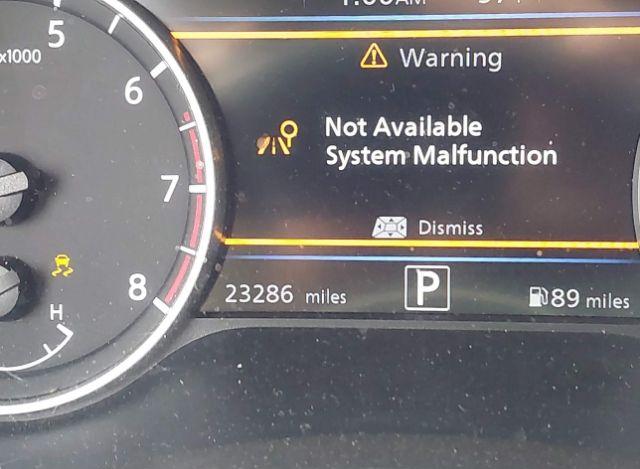 5
x1000
6
7
8
H
Warning
Not Available
System Malfunction
Dismiss
23286 miles
P
89 miles